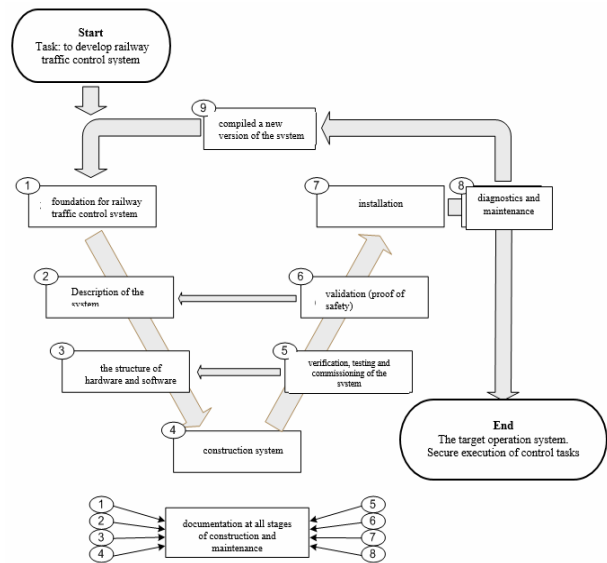 Start
Task: to develop railway
traffic control system
9
compiled a new
version of the system
1
foundation for railway
traffic control system
7
installation
8
diagnostics and
maintenance
2
Description of the
system
6
validation (proof of
safety)
3
the structure of
hardware and software
5
verification, testing and
commissioning of the
system
4
construction system
End
The target operation system.
Secure execution of control tasks
1
2
3
4
documentation at all stages
of construction and
maintenance
5
6
7
8